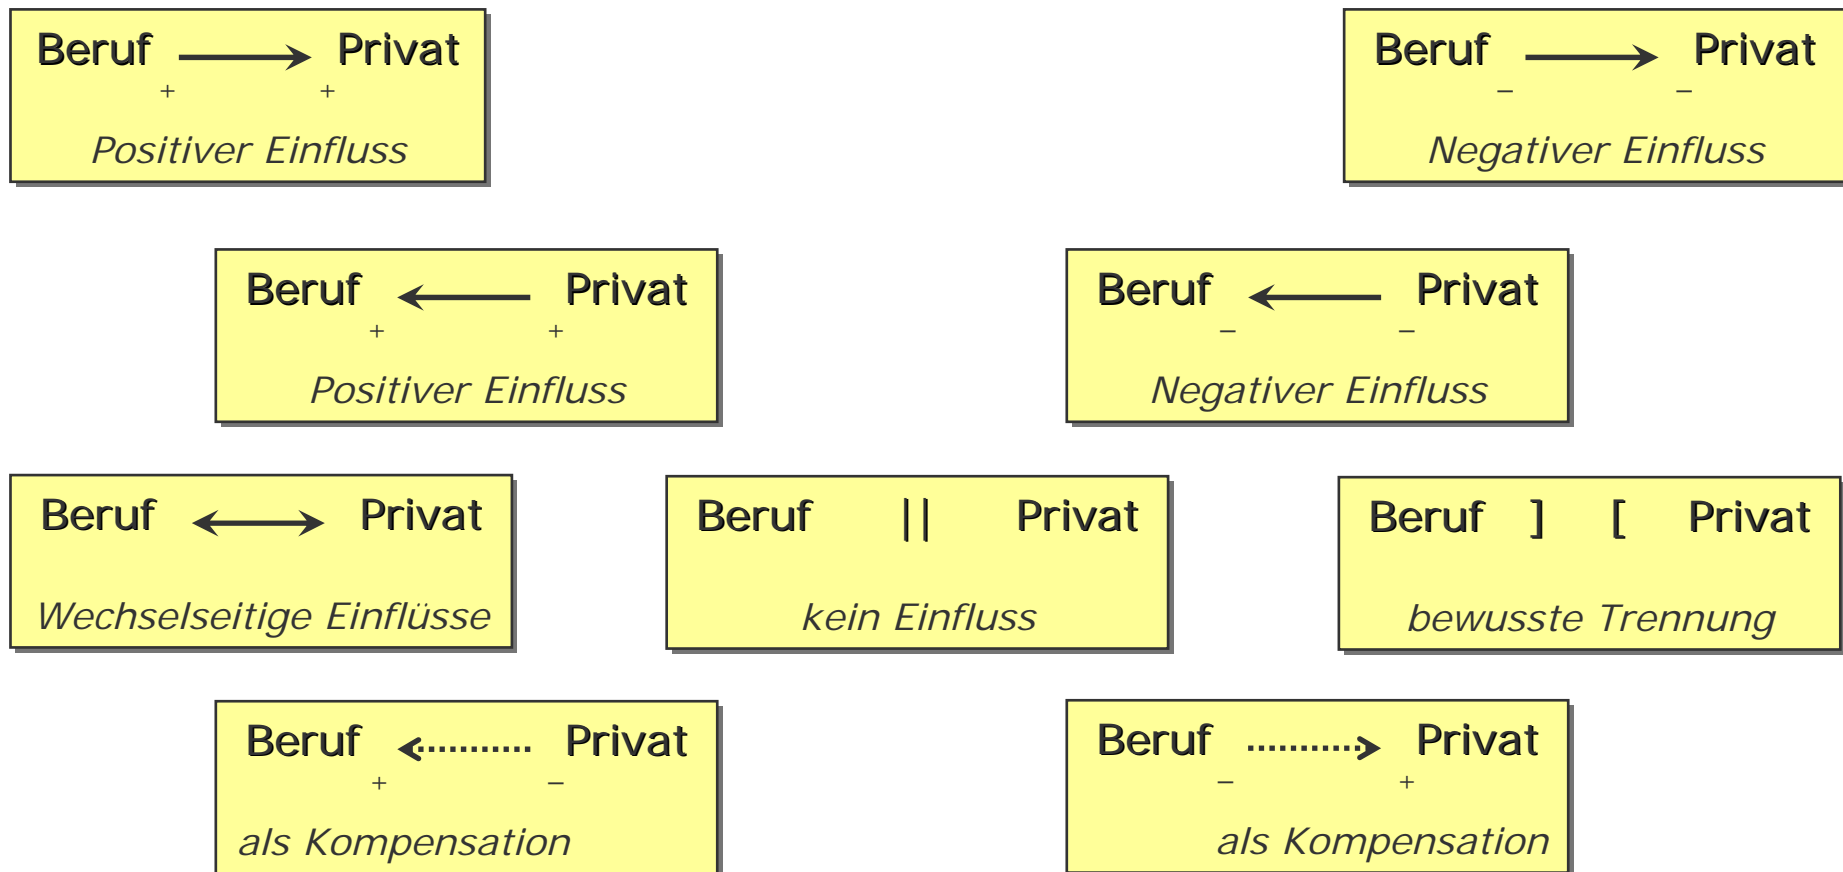 Beruf → Privat
+ +
Positiver Einfluss
Beruf → Privat
– –
Negativer Einfluss
Beruf ← Privat
+ +
Positiver Einfluss
Beruf ← Privat
– –
Negativer Einfluss
Beruf ↔ Privat
Wechselseitige Einflüsse
Beruf || Privat
kein Einfluss
Beruf ] [ Privat
bewusste Trennung
Beruf Privat
+ –
als Kompensation
Beruf Privat
– +
als Kompensation